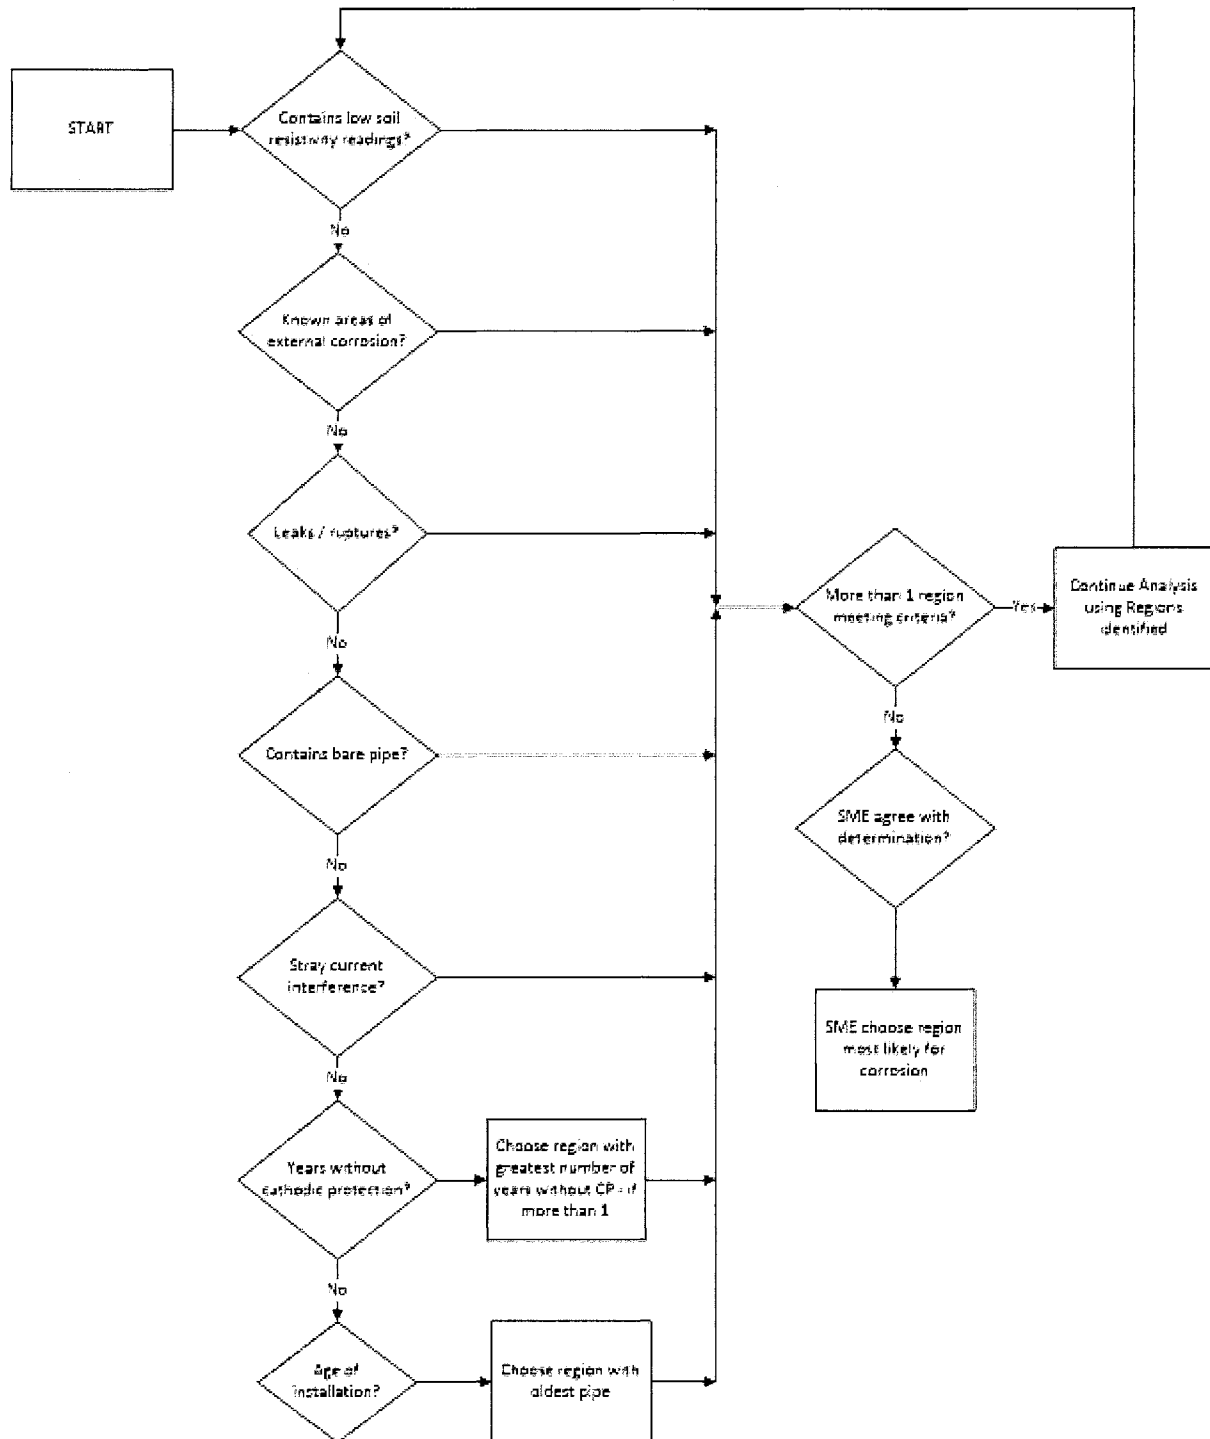 START
Contains low soil
resistivity readings?
No
Known areas of
external corrosion?
No
Leaks / ruptures?
No
Contains bare pipe?
No
Stray current
interference?
No
Years without
cathodic protection?
Choose region with
greatest number of
years without CP - if
more than 1
No
Age of
installation?
Choose region with
oldest pipe
More than 1 region
meeting criteria?
Yes
Continue Analysis
using Regions
identified
No
SME agree with
determination?
SME choose region
most likely for
corrosion